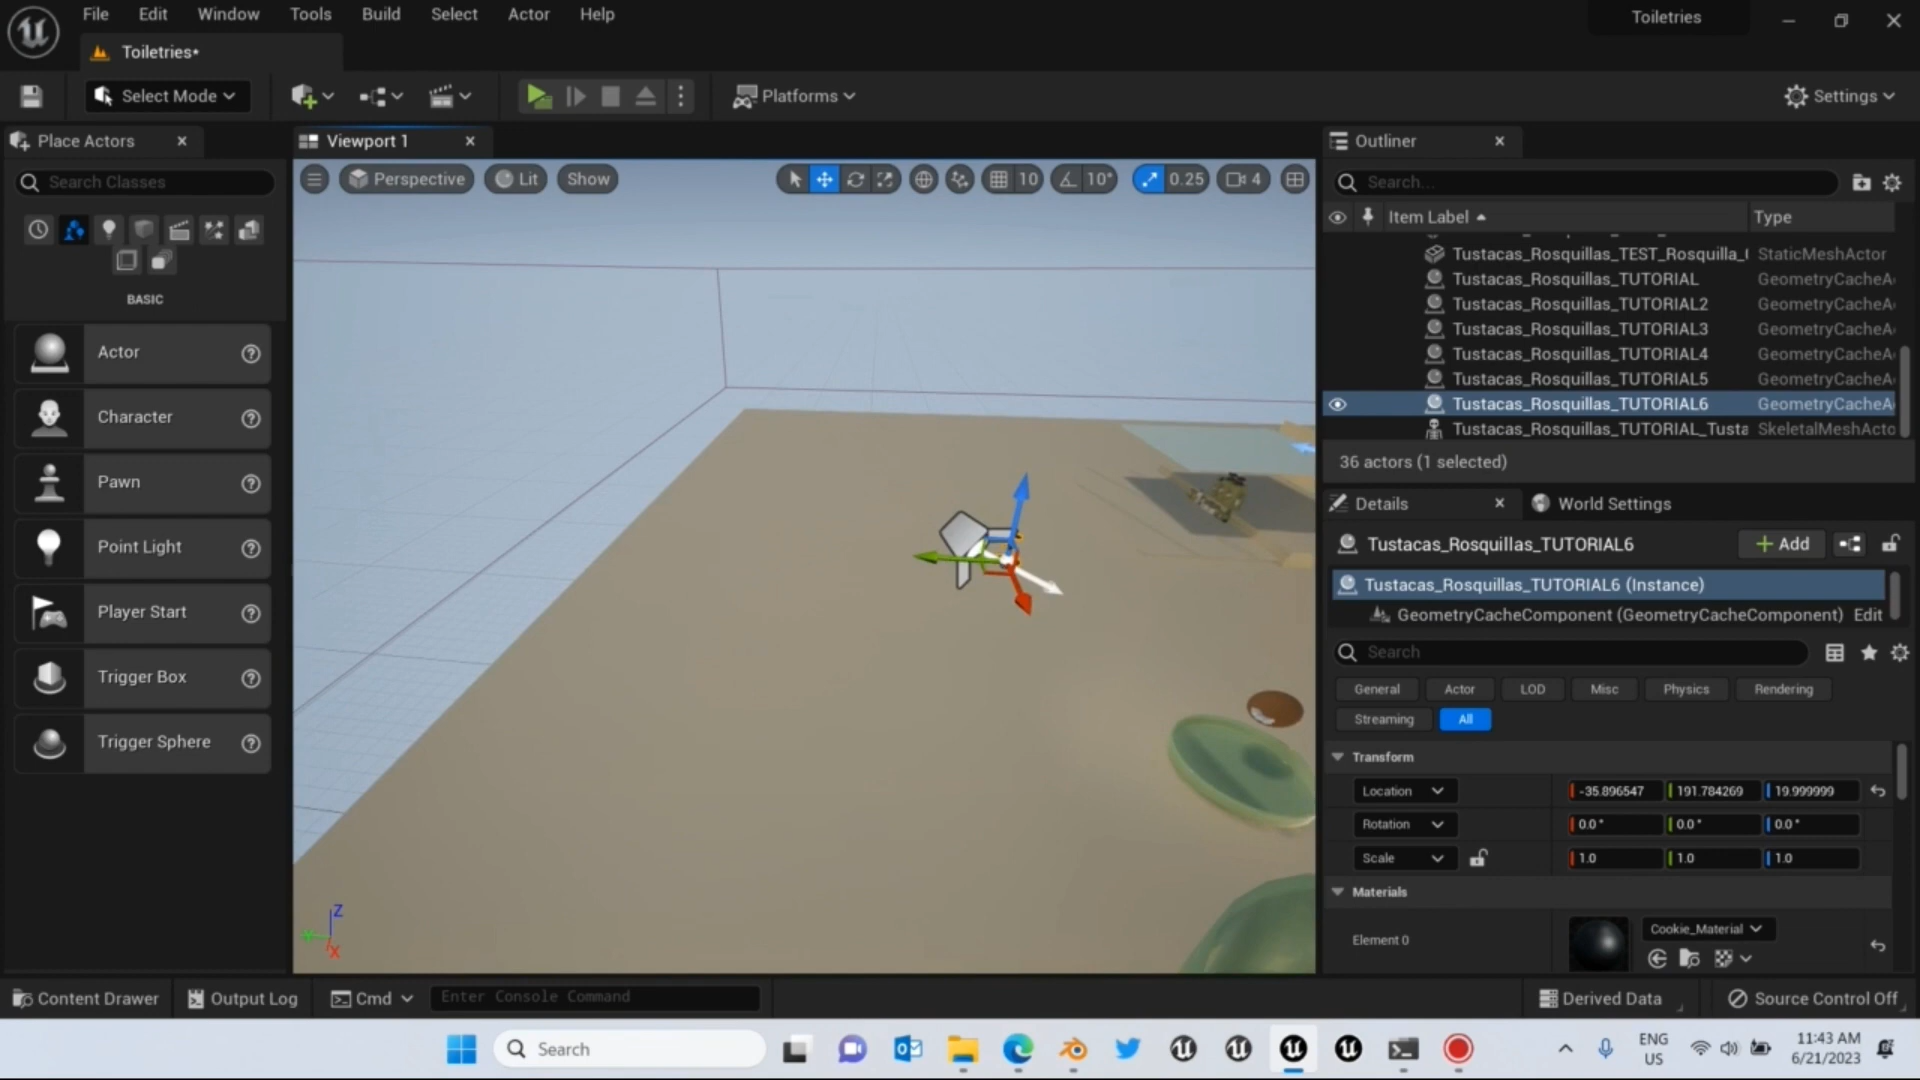 File Edit Window Tools Build Select Actor Help
Toiletries
Toiletries*
Select Mode
Platforms
Settings
Place Actors
Viewport 1
Outliner
Search Classes
Perspective
Lit
Show
10
10°
0.25
4
Search...
Item Label
Type
BASIC
Actor
Character
Pawn
Point Light
Player Start
Trigger Box
Trigger Sphere
Z
X
Tustacas_Rosquillas_TEST_Rosquilla_ StaticMeshActor
Tustacas_Rosquillas_TUTORIAL GeometryCacheA
Tustacas_Rosquillas_TUTORIAL2 GeometryCacheA
Tustacas_Rosquillas_TUTORIAL3 GeometryCacheA
Tustacas_Rosquillas_TUTORIAL4 GeometryCacheA
Tustacas_Rosquillas_TUTORIAL5 GeometryCacheA
Tustacas_Rosquillas_TUTORIAL6 GeometryCacheA
Tustacas_Rosquillas_TUTORIAL_Tusta SkeletalMeshActo
36 actors (1 selected)
Details
World Settings
Tustacas_Rosquillas_TUTORIAL6
Add
Tustacas_Rosquillas_TUTORIAL6 (Instance)
GeometryCacheComponent (GeometryCacheComponent) Edit
Search
General Actor LOD Misc Physics Rendering
Streaming All
Transform
Location -35.896547 191.784269 19.999999
Rotation 0.0° 0.0° 0.0°
Scale 1.0 1.0 1.0
Materials
Element 0
Cookie_Material
Content Drawer
Output Log
Cmd
Enter Console Command
Derived Data
Source Control Off
Search
ENG
US
11:43 AM
6/21/2023